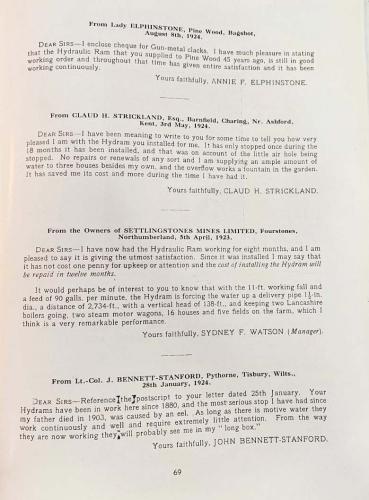 From Lady ELPHINSTONE, Pine Wood, Bagshot,
August 8th, 1924.
DEAR SIRS—I enclose cheque for Gun-metal clacks. I have much pleasure in stating
that the Hydraulic Ram that you supplied to Pine Wood 45 years ago, is still in good
working order and throughout that time has given entire satisfaction and it has been
working continuously.
Yours faithfully, ANNIE F. ELPHINSTONE.
From CLAUD H. STRICKLAND, Esq., Barnfield, Charing, Nr. Ashford,
Kent, 3rd May, 1924.
DEAR SIRS—I have been meaning to write to you for some time to tell you how very
pleased I am with the Hydram you installed for me. It has only stopped once during the
18 months it has been installed, and that was on account of the little air hole being
stopped. No repairs or renewals of any sort and I am supplying an ample amount of
water to three houses besides my own, and the overflow works a fountain in the garden.
It has saved me its cost and more during the time I have had it.
Yours faithfully, CLAUD H. STRICKLAND.
From the Owners of SETTLINGSTONES MINES LIMITED, Fourstones,
Northumberland, 5th April, 1923.
DEAR SIRS—I have now had the Hydraulic Ram working for eight months, and I am
pleased to say it is giving the utmost satisfaction. Since it was installed I may say that
it has not cost one penny for upkeep or attention and the cost of installing the Hydram will
be repaid in twelve months.
It would perhaps be of interest to you to know that with the 11-ft. working fall and
a feed of 90 galls. per minute, the Hydram is forcing the water up a delivery pipe 1½-in.
dia., a distance of 2,734-ft., with a vertical head of 138-ft., and keeping two Lancashire
boilers going, two steam motor wagons, 16 houses and five fields on the farm, which I
think is a very remarkable performance.
Yours faithfully, SYDNEY F. WATSON (Manager).
From Lt.-Col. J. BENNETT-STANFORD, Pythorne, Tisbury, Wilts.,
28th January, 1924.
DEAR SIRS—Reference the postscript to your letter dated 25th January. Your
Hydrams have been in work here since 1880, and the most serious stop I have had since
my father died in 1903, was caused by an eel. As long as there is motive water they
work continuously and well and require extremely little attention. From the way
they are now working they will probably see me in my "long box."
Yours faithfully, JOHN BENNETT-STANFORD.
69